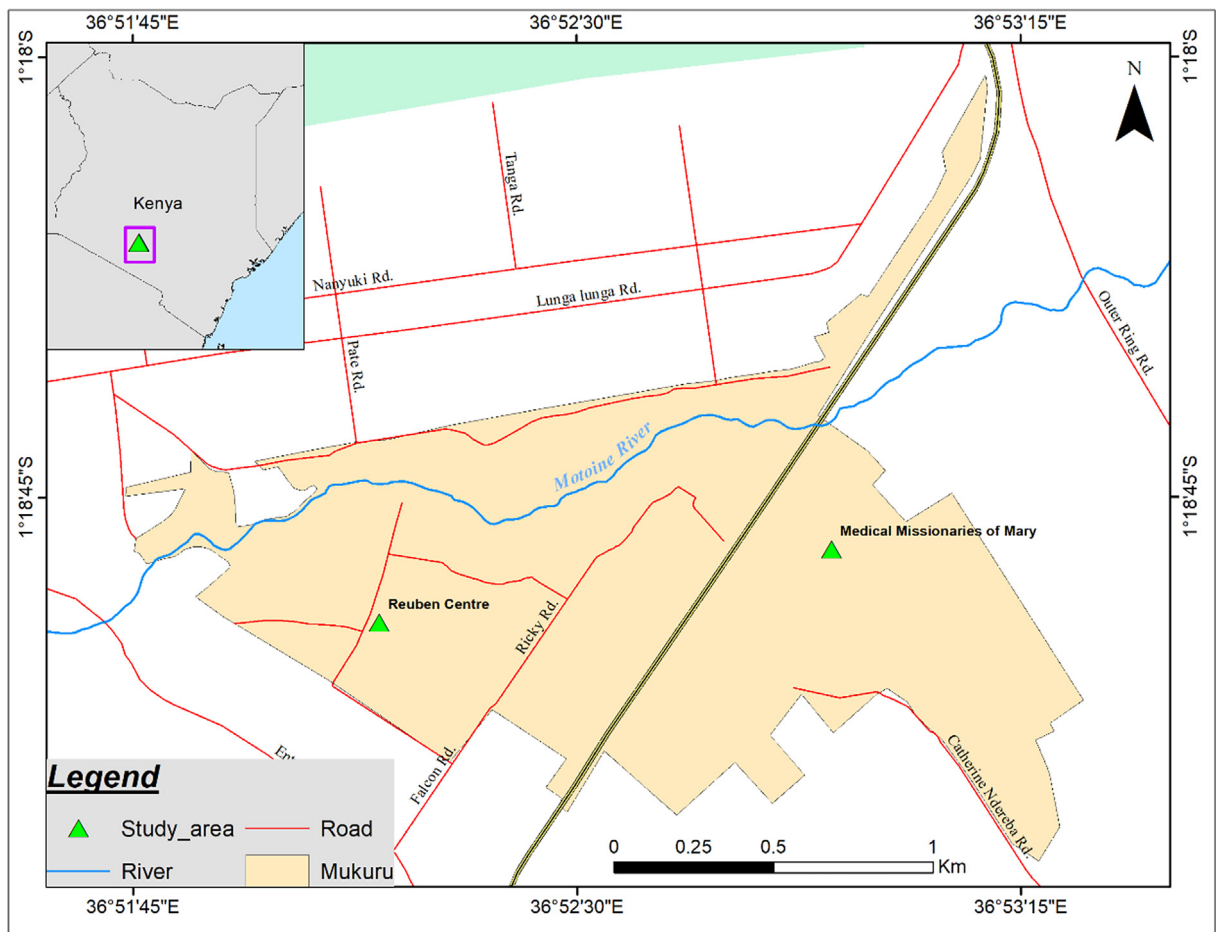 36°51'45"E
36°52'30"E
36°53'15"E
1°18'S
1°18'S
N
Kenya
Tanga Rd.
Nanyuki Rd.
Lunga lunga Rd.
Pate Rd.
Outer Ring Rd.
Motoine River
1°18'45"S
1°18'45"S
Medical Missionaries of Mary
Reuben Centre
Ricky Rd.
Falcon Rd.
Catherine Ndereba Rd.
Legend
Study_area
Road
River
Mukuru
0 0.25 0.5 1
Km
36°51'45"E
36°52'30"E
36°53'15"E